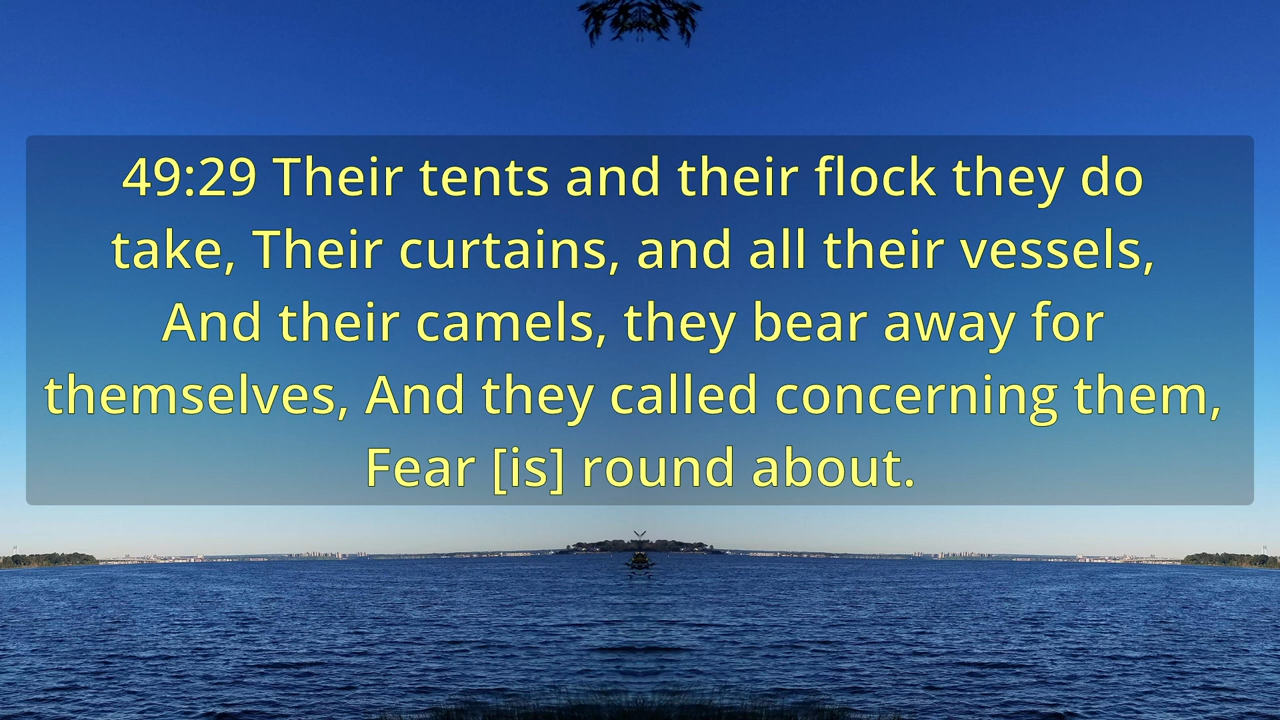 49:29 Their tents and their flock they do
take, Their curtains, and all their vessels,
And their camels, they bear away for
themselves, And they called concerning them,
Fear [is] round about.